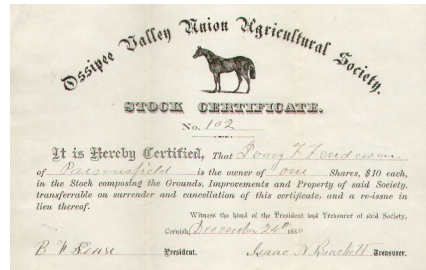 Ossipee Valley Union Agricultural Society.
STOCK CERTIFICATE.
No. 102
It is Hereby Certified, That
of Parsonsfield is the owner of one Shares, $10 each,
in the Stock composing the Grounds, Improvements and Property of said Society,
transferrable on surrender and cancellation of this certificate, and a re-issue in
lieu thereof.
Witness the hand of the President and Treasurer of said Society,
Cornish, December 24th
President. Isaac Brackett Treasurer.